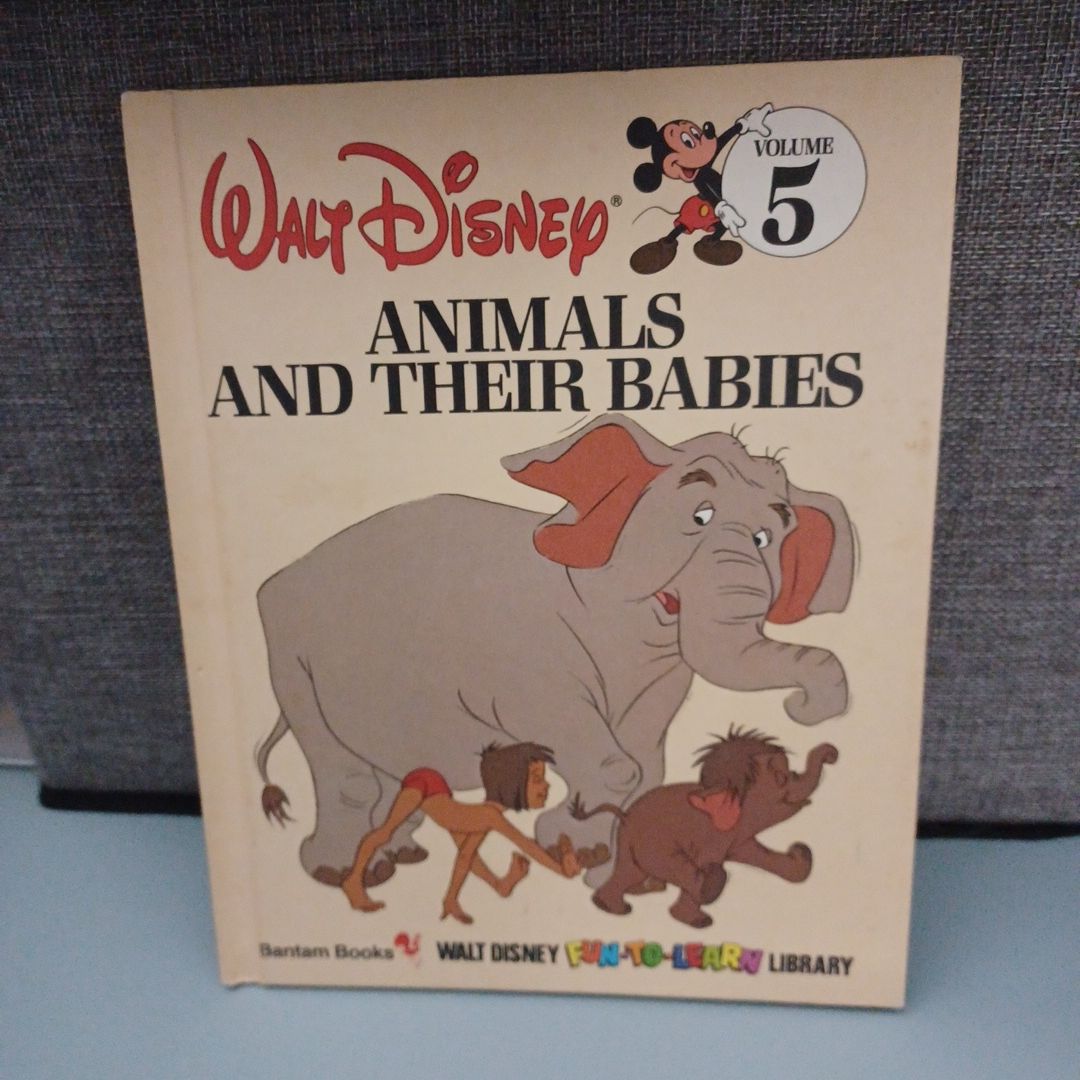 WALT DISNEY®
VOLUME
5
ANIMALS
AND THEIR BABIES
Bantam Books WALT DISNEY FUN-TO-LEARN LIBRARY